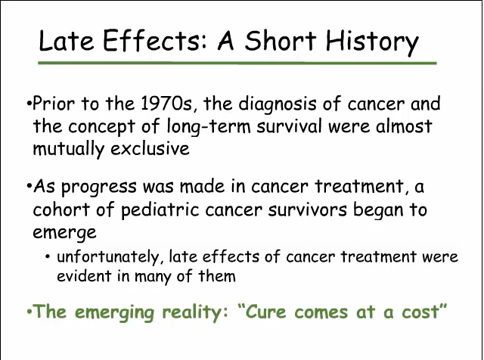 Late Effects: A Short History
•Prior to the 1970s, the diagnosis of cancer and
the concept of long-term survival were almost
mutually exclusive
•As progress was made in cancer treatment, a
cohort of pediatric cancer survivors began to
emerge
• unfortunately, late effects of cancer treatment were
evident in many of them
•The emerging reality: “Cure comes at a cost”